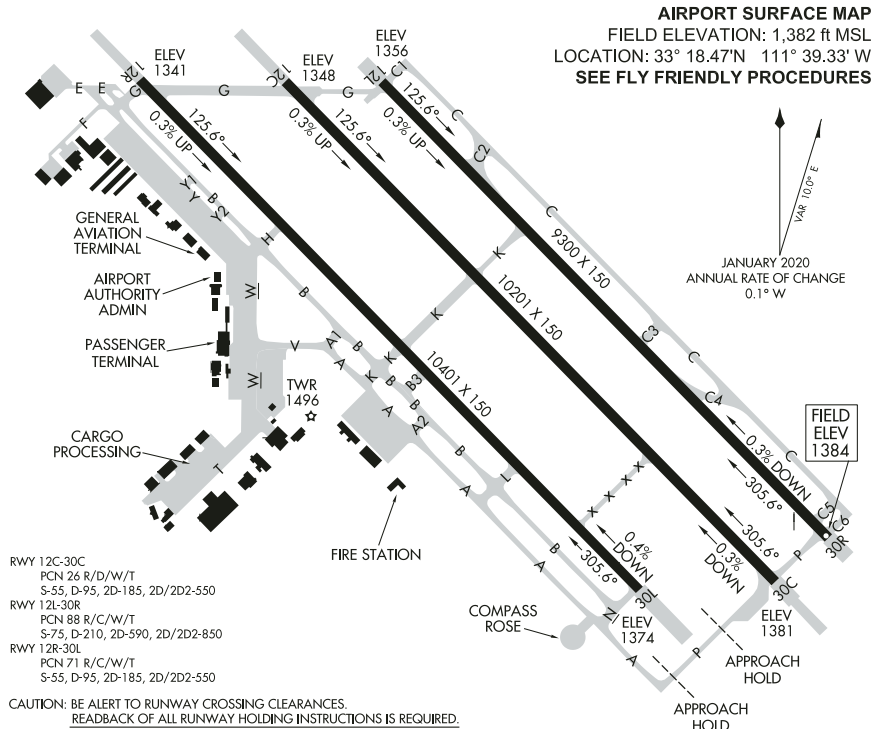 AIRPORT SURFACE MAP
FIELD ELEVATION: 1,382 ft MSL
LOCATION: 33° 18.47'N 111° 39.33' W
SEE FLY FRIENDLY PROCEDURES
ELEV
1341
ELEV
1348
ELEV
1356
12R
12C
12L
C1
E
E
G
G
G
F
125.6°
0.3% UP
125.6°
0.3% UP
125.6°
0.3% UP
C
C2
C
VAR 10.0° E
JANUARY 2020
ANNUAL RATE OF CHANGE
0.1° W
Y1
Y
B
Y2
H
GENERAL
AVIATION
TERMINAL
AIRPORT
AUTHORITY
ADMIN
PASSENGER
TERMINAL
W
B
K
K
9300 X 150
10201 X 150
10401 X 150
C3
C
C4
V
A1
B
A
K
K
B
B3
A
B
A2
W
TWR
1496
CARGO
PROCESSING
T
FIELD
ELEV
1384
0.3% DOWN
305.6°
C
C5
C6
30R
B
A
L
X X X X
FIRE STATION
0.4%
DOWN
305.6°
305.6°
0.3%
DOWN
I
P
30C
B
A
30L
N
ELEV
1374
ELEV
1381
COMPASS
ROSE
A
P
APPROACH
HOLD
APPROACH
HOLD
RWY 12C-30C
PCN 26 R/D/W/T
S-55, D-95, 2D-185, 2D/2D2-550
RWY 12L-30R
PCN 88 R/C/W/T
S-75, D-210, 2D-590, 2D/2D2-850
RWY 12R-30L
PCN 71 R/C/W/T
S-55, D-95, 2D-185, 2D/2D2-550
CAUTION: BE ALERT TO RUNWAY CROSSING CLEARANCES.
READBACK OF ALL RUNWAY HOLDING INSTRUCTIONS IS REQUIRED.